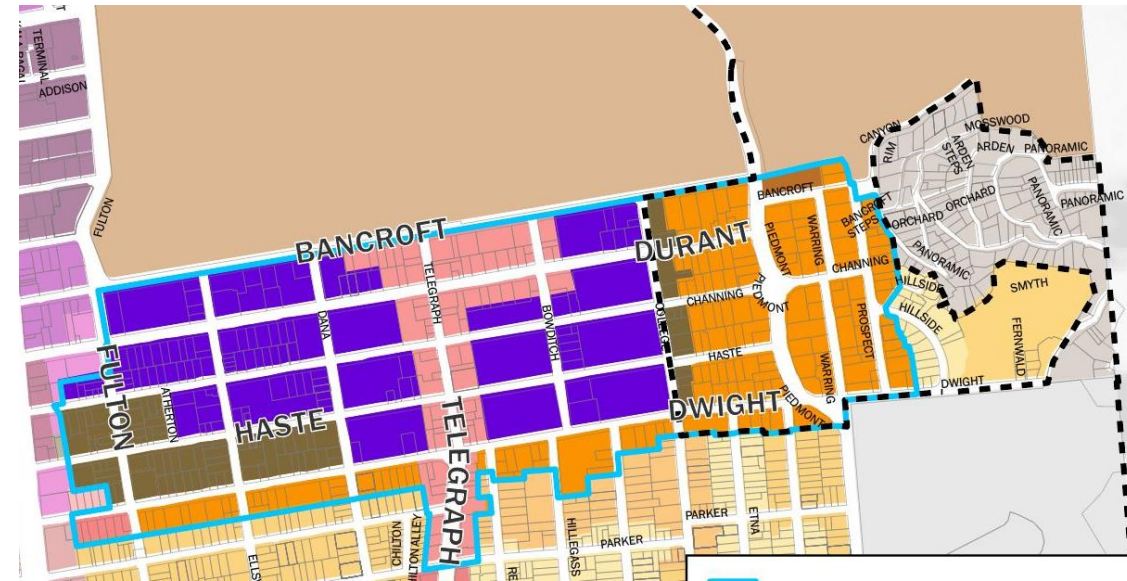 TERMINAL
ADDISON
FULTON
CANYON
RIM
MOSSWOOD
ARDEN
STEPS
ARDEN
PANORAMIC
PANORAMIC
PANORAMIC
ORCHARD
ORCHARD
PANORAMIC
BANCROFT
BANCROFT
STEPS
BANCROFT
DURANT
TELEGRAPH
PIEDMONT
WARRING
CHANNING
HILLSIDE
HILLSIDE
SMYTH
FERNWALD
DANA
BOWDITCH
CHANNING
PIEDMONT
HASTE
WARRING
PROSPECT
DWIGHT
FULTON
ATHERTON
HASTE
TELEGRAPH
DWIGHT
PIEDMONT
CHILTON
HILLEGASS
PARKER
PARKER
ETNA